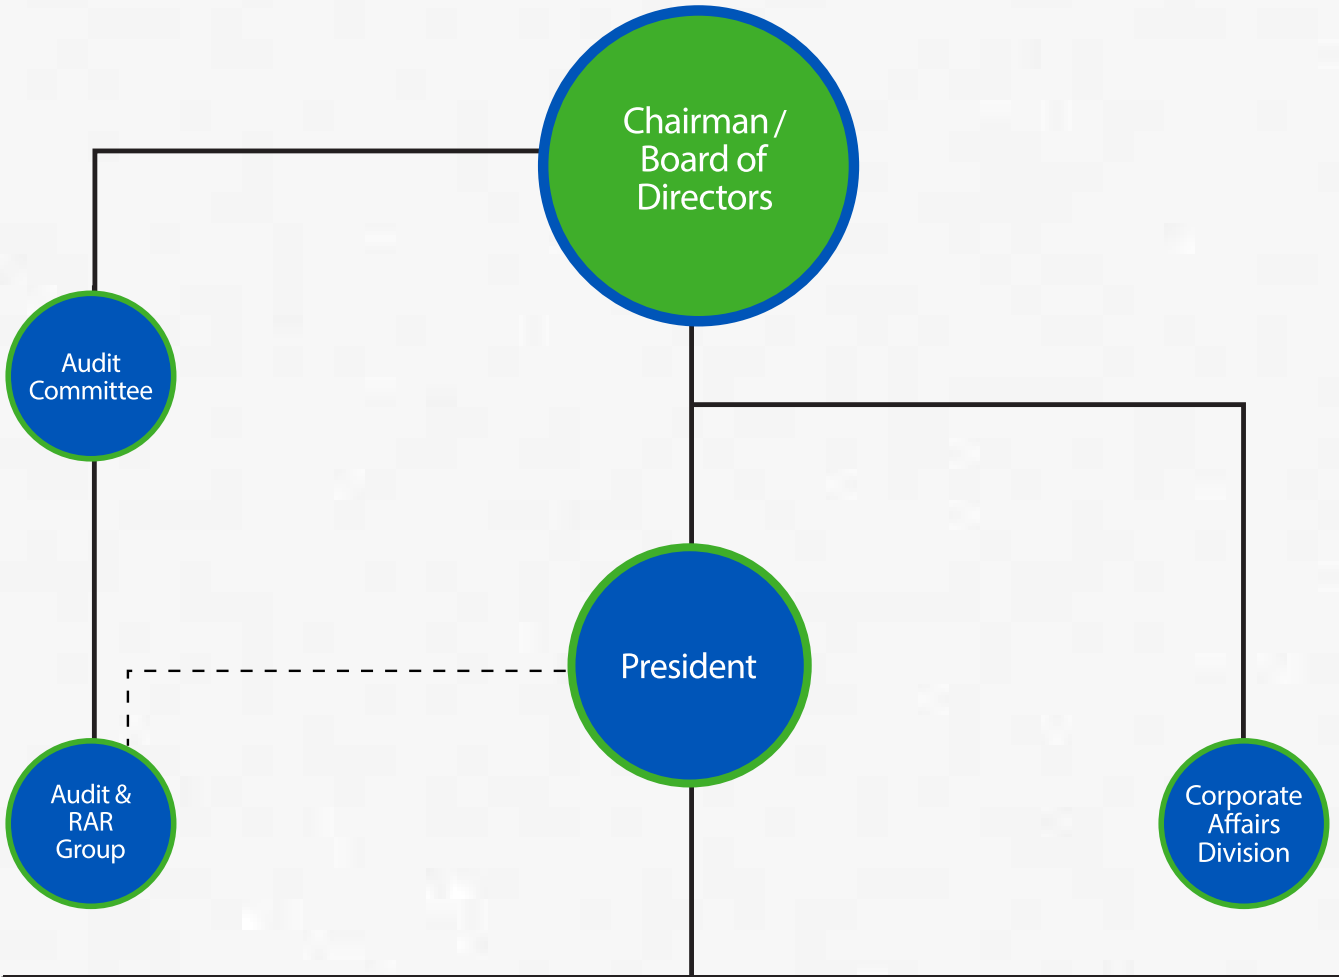 Chairman /
Board of
Directors
Audit
Committee
President
Audit &
RAR
Group
Corporate
Affairs
Division